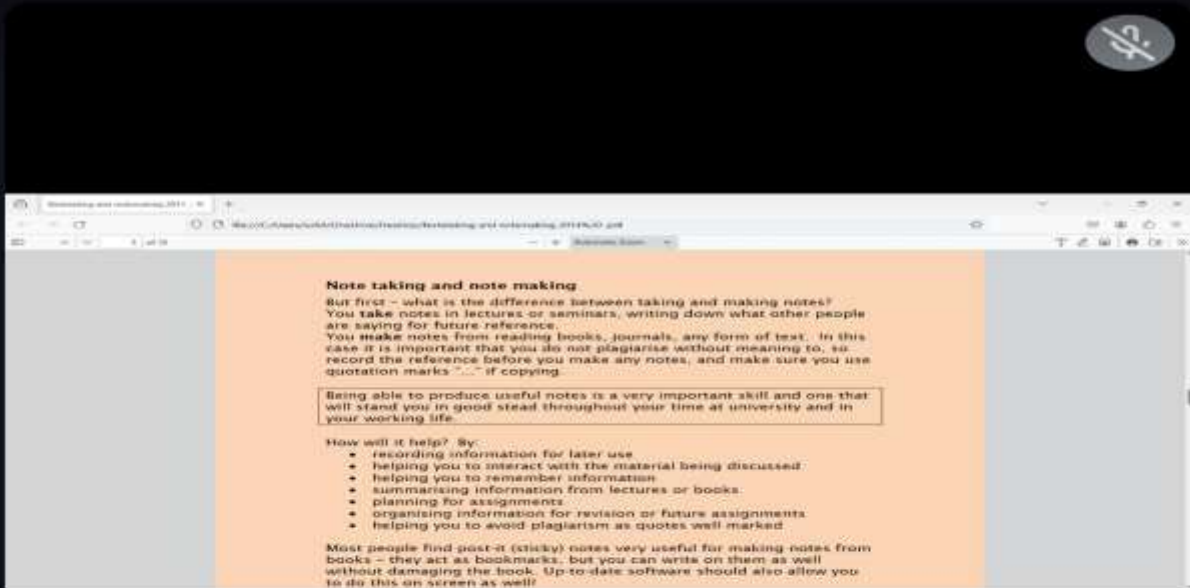 Note taking and note making
But first – what is the difference between taking and making notes?
You take notes in lectures or seminars, writing down what other people
are saying for future reference.
You make notes from reading books, journals, any form of text. In this
case it is important that you do not plagiarise without meaning to, so
record the reference before you make any notes, and make sure you use
quotation marks "..." if copying.
Being able to produce useful notes is a very important skill and one that
will stand you in good stead throughout your time at university and in
your working life.
How will it help? By:
• recording information for later use
• helping you to interact with the material being discussed
• helping you to remember information
• summarising information from lectures or books
• planning for assignments
• organising information for revision or future assignments
• helping you to avoid plagiarism as quotes well marked
Most people find post-it (sticky) notes very useful for making notes from
books – they act as bookmarks, but you can write on them as well
without damaging the book. Up-to-date software should also allow you
to do this on screen as well!